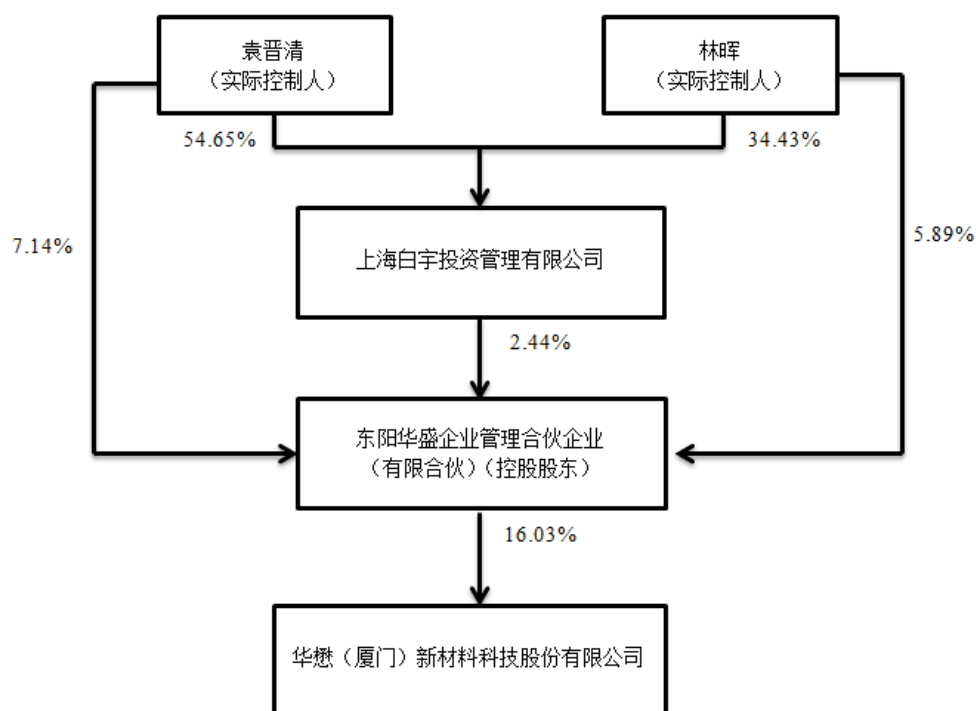 袁晋清
（实际控制人）
林晖
（实际控制人）
54.65%
34.43%
7.14%
5.89%
上海白宇投资管理有限公司
2.44%
东阳华盛企业管理合伙企业
（有限合伙）（控股股东）
16.03%
华懋（厦门）新材料科技股份有限公司